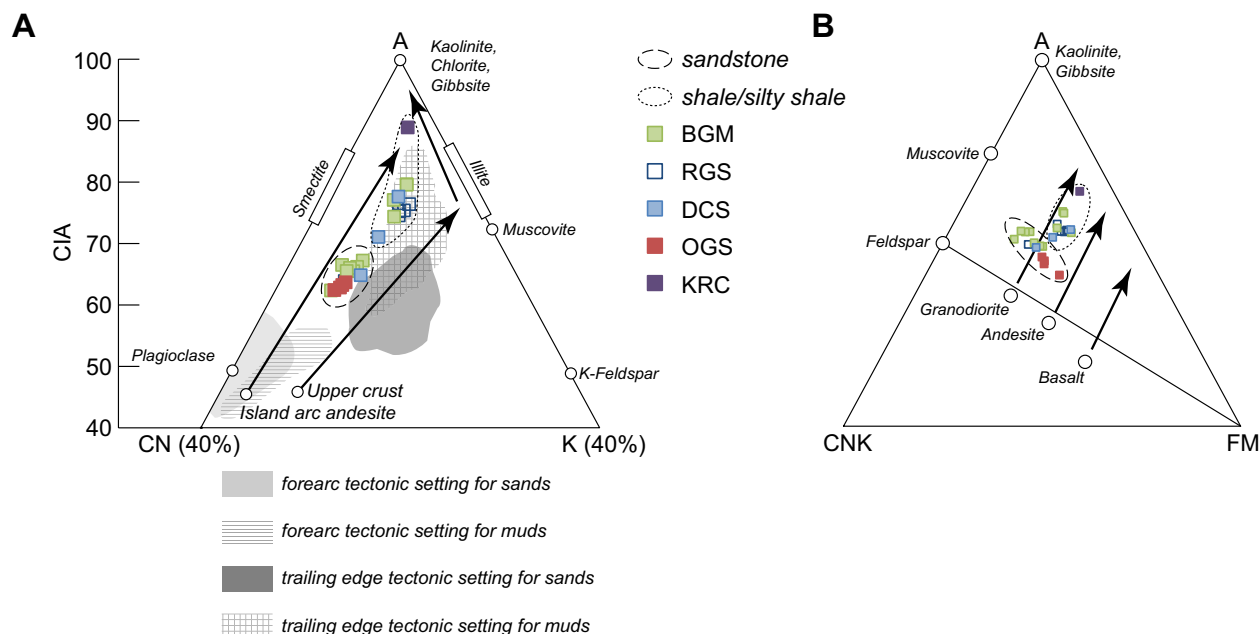 A
B
A
Kaolinite,
Chlorite,
Gibbsite
100
90
80
70
60
50
40
CIA
Smectite
Illite
Muscovite
Plagioclase
K-Feldspar
Upper crust
Island arc andesite
CN (40%)
K (40%)
sandstone
shale/silty shale
BGM
RGS
DCS
OGS
KRC
A
Kaolinite,
Gibbsite
Muscovite
Feldspar
Granodiorite
Andesite
Basalt
CNK
FM
forearc tectonic setting for sands
forearc tectonic setting for muds
trailing edge tectonic setting for sands
trailing edge tectonic setting for muds